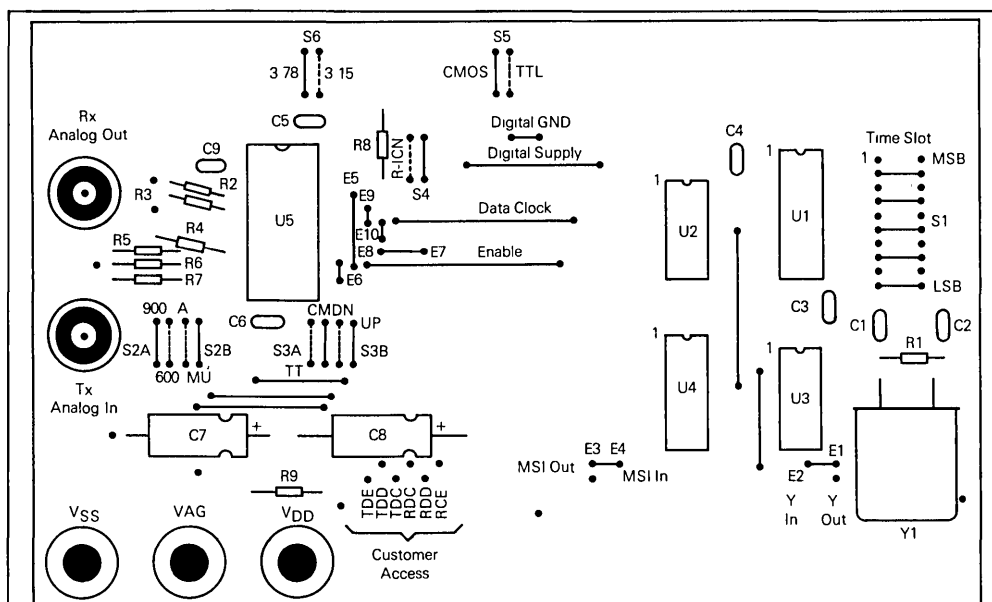 S6
S5
3 78
3 15
CMOS
TTL
Rx
Analog Out
C5
C9
R8
R-ICN
S4
Digital GND
Digital Supply
C4
Time Slot
1
MSB
S1
LSB
R3
R2
R4
R5
R6
R7
U5
E5
E9
E10
E8
E7
E6
Data Clock
Enable
1
U2
1
U1
C3
C1
C2
R1
900
A
S2A
S2B
600
MÚ
C6
CMDN
UP
S3A
S3B
TT
Tx
Analog In
1
U4
1
U3
C7
+
C8
+
R9
MSI Out
E3
E4
MSI In
E1
E2
Y
In
Y
Out
Y1
TDE
TDD
TDC
RDC
RDD
RCE
Customer
Access
VSS
VAG
VDD